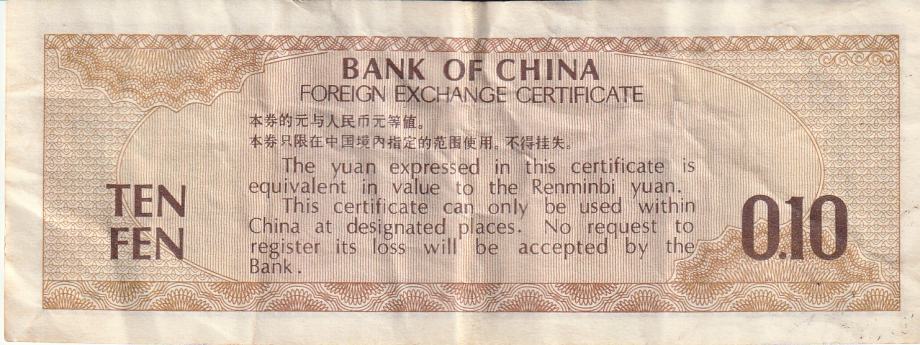 BANK OF CHINA
FOREIGN EXCHANGE CERTIFICATE
本券的元与人民币元等值。
本券只限在中国境内指定的范围使用。不得挂失。
The yuan expressed in this certificate is
equivalent in value to the Renminbi yuan.
This certificate can only be used within
China at designated places. No request to
register its loss will be accepted by the
Bank.
TEN
FEN
0.10